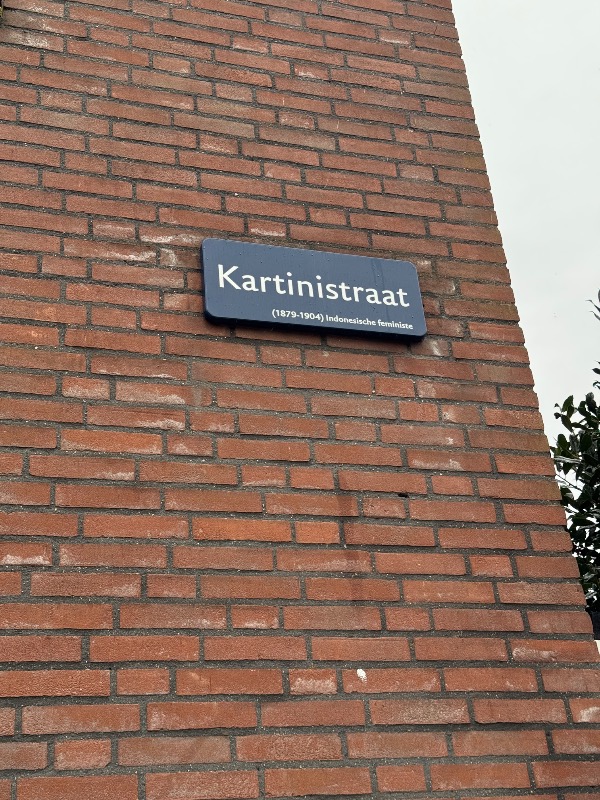 Kartinistraat
(1879-1904) Indonesische feministe